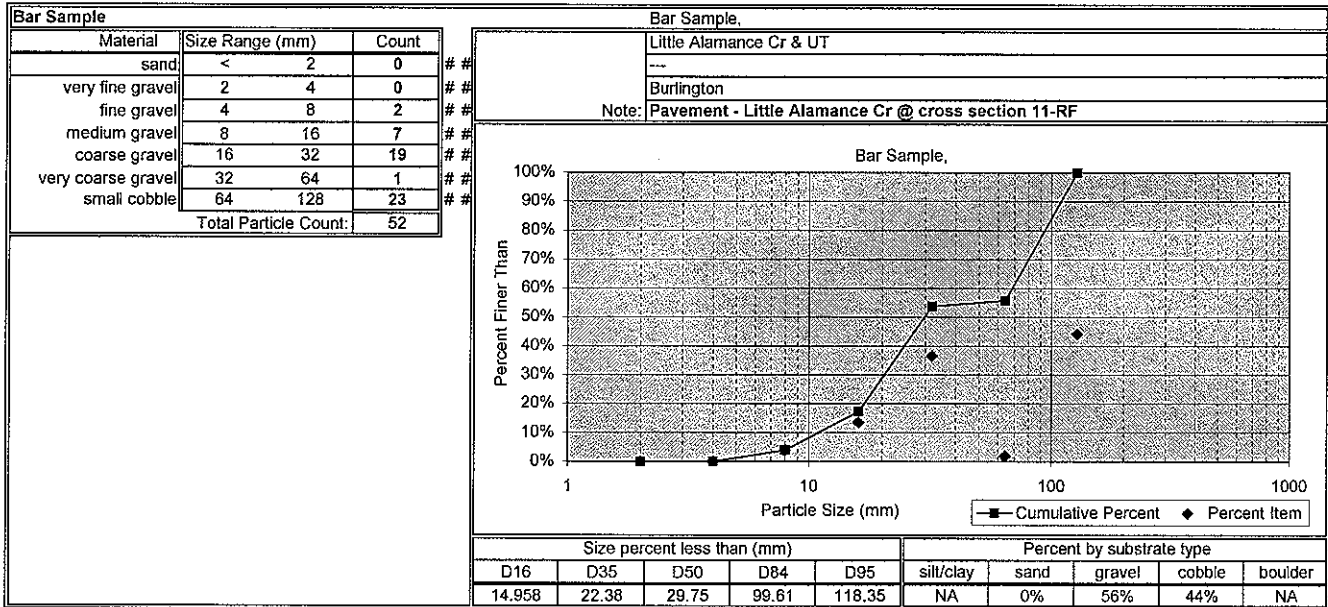 Bar Sample
Bar Sample,
Material Size Range (mm) Count
sand < 2 0 # #
very fine gravel 2 4 0 # #
fine gravel 4 8 2 # #
medium gravel 8 16 7 # #
coarse gravel 16 32 19 # #
very coarse gravel 32 64 1 # #
small cobble 64 128 23 # #
Total Particle Count: 52
Little Alamance Cr & UT
---
Burlington
Note: Pavement - Little Alamance Cr @ cross section 11-RF
Bar Sample,
100%
90%
80%
70%
60%
50%
40%
30%
20%
10%
0%
Percent Finer Than
1 10 100 1000
Particle Size (mm)
Cumulative Percent Percent Item
Size percent less than (mm) Percent by substrate type
D16 D35 D50 D84 D95 silt/clay sand gravel cobble boulder
14.958 22.38 29.75 99.61 118.35 NA 0% 56% 44% NA